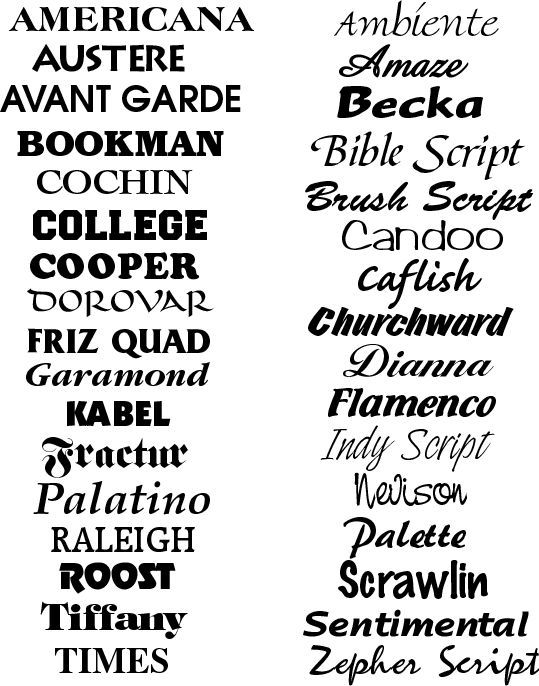 AMERICANA
AUSTERE
AVANT GARDE
BOOKMAN
COCHIN
COLLEGE
COOPER
DOROVAR
FRIZ QUAD
Garamond
KABEL
Fractur
Palatino
RALEIGH
ROOST
Tiffany
TIMES
Ambiente
Amaze
Becka
Bible Script
Brush Script
Candoo
Caflish
Churchward
Dianna
Flamenco
Indy Script
Nevison
Palette
Scrawlin
Sentimental
Zepher Script